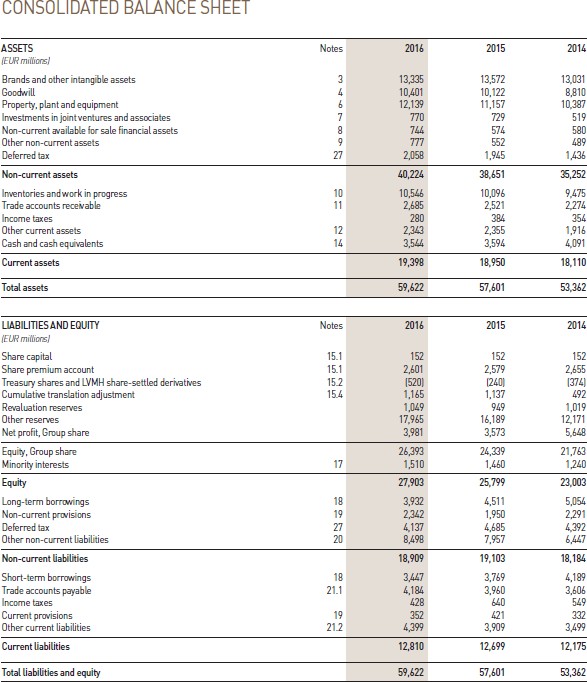 CONSOLIDATED BALANCE SHEET
ASSETS Notes 2016 2015 2014
(EUR millions)
Brands and other intangible assets 3 13,335 13,572 13,031
Goodwill 4 10,401 10,122 8,810
Property, plant and equipment 6 12,139 11,157 10,387
Investments in joint ventures and associates 7 770 729 519
Non-current available for sale financial assets 8 744 574 580
Other non-current assets 9 777 552 489
Deferred tax 27 2,058 1,945 1,436
Non-current assets 40,224 38,651 35,252
Inventories and work in progress 10 10,546 10,096 9,475
Trade accounts receivable 11 2,685 2,521 2,274
Income taxes 280 384 354
Other current assets 12 2,343 2,355 1,916
Cash and cash equivalents 14 3,544 3,594 4,091
Current assets 19,398 18,950 18,110
Total assets 59,622 57,601 53,362
LIABILITIES AND EQUITY Notes 2016 2015 2014
(EUR millions)
Share capital 15.1 152 152 152
Share premium account 15.1 2,601 2,579 2,655
Treasury shares and LVMH share-settled derivatives 15.2 (520) (240) (374)
Cumulative translation adjustment 15.4 1,165 1,137 492
Revaluation reserves 1,049 949 1,019
Other reserves 17,965 16,189 12,171
Net profit, Group share 3,981 3,573 5,648
Equity, Group share 26,393 24,339 21,763
Minority interests 17 1,510 1,460 1,240
Equity 27,903 25,799 23,003
Long-term borrowings 18 3,932 4,511 5,054
Non-current provisions 19 2,342 1,950 2,291
Deferred tax 27 4,137 4,685 4,392
Other non-current liabilities 20 8,498 7,957 6,447
Non-current liabilities 18,909 19,103 18,184
Short-term borrowings 18 3,447 3,769 4,189
Trade accounts payable 21.1 4,184 3,960 3,606
Income taxes 428 640 549
Current provisions 19 352 421 332
Other current liabilities 21.2 4,399 3,909 3,499
Current liabilities 12,810 12,699 12,175
Total liabilities and equity 59,622 57,601 53,362